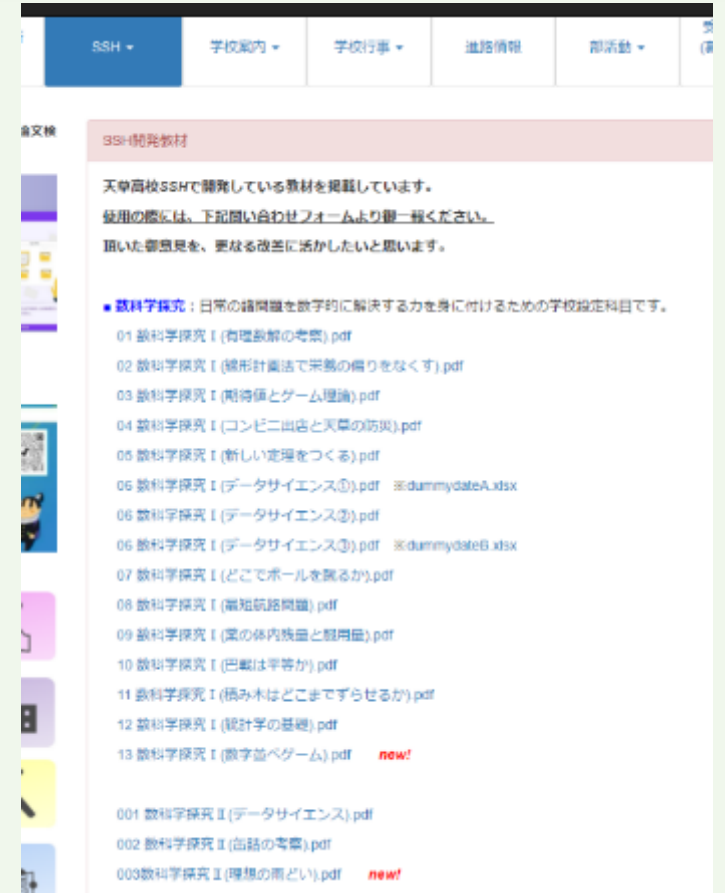 SSH
学校案内
学校行事
進路情報
部活動
論文検
SSH開発教材
天草高校SSHで開発している教材を掲載しています。
使用の際には、下記問い合わせフォームより御一報ください。
頂いた御意見を、更なる改善に活かしたいと思います。
■ 数科学探究：日常の諸問題を数学的に解決する力を身に付けるための学校設定科目です。
01 数科学探究Ⅰ(有理数解の考察).pdf
02 数科学探究Ⅰ(線形計画法で栄養の偏りをなくす).pdf
03 数科学探究Ⅰ(期待値とゲーム理論).pdf
04 数科学探究Ⅰ(コンビニ出店と天草の防災).pdf
05 数科学探究Ⅰ(新しい定理をつくる).pdf
06 数科学探究Ⅰ(データサイエンス①).pdf ※dummydateA.xlsx
06 数科学探究Ⅰ(データサイエンス②).pdf
06 数科学探究Ⅰ(データサイエンス③).pdf ※dummydateB.xlsx
07 数科学探究Ⅰ(どこでボールを蹴るか).pdf
08 数科学探究Ⅰ(最短航路問題).pdf
09 数科学探究Ⅰ(薬の体内残量と服用量).pdf
10 数科学探究Ⅰ(円載は平等か).pdf
11 数科学探究Ⅰ(積み木はどこまでずらせるか).pdf
12 数科学探究Ⅰ(統計学の基礎).pdf
13 数科学探究Ⅰ(数字並べゲーム).pdf new!
001 数科学探究Ⅱ(データサイエンス).pdf
002 数科学探究Ⅱ(缶詰の考察).pdf
003数科学探究Ⅱ(理想の雨どい).pdf new!